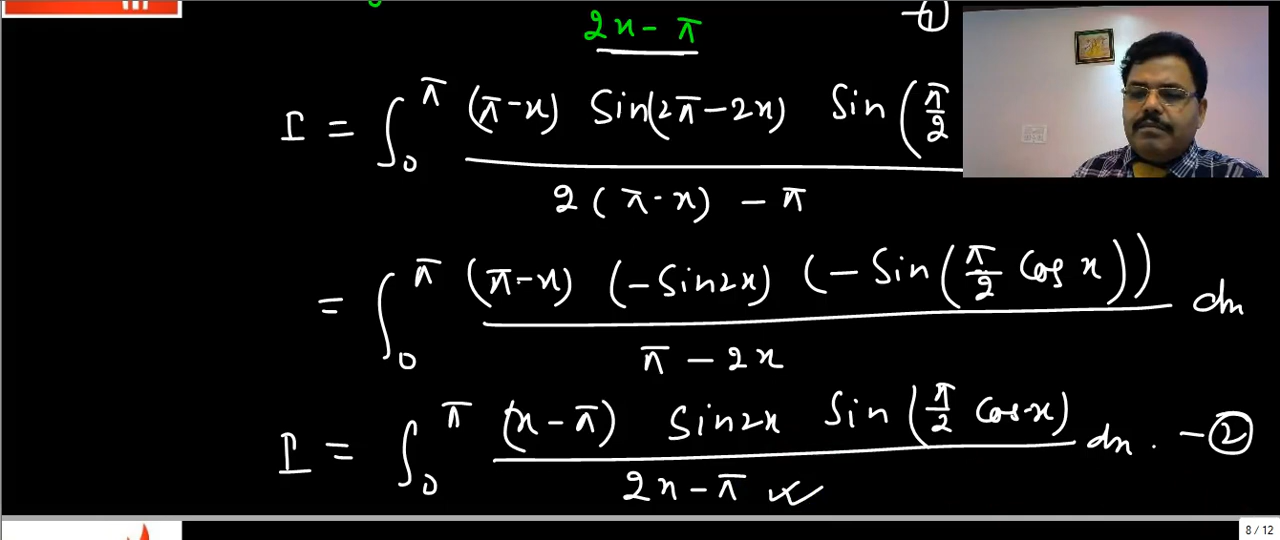 2x - π
-①
I = ∫₀^π (π-x) Sin(2π-2x) Sin(π/2 / 2(π-x) - π
= ∫₀^π (π-x) (-Sin2x) (-Sin(π/2 Cos x)) / π - 2x dx
I = ∫₀^π (x-π) Sin2x Sin(π/2 Cos x) / 2x - π dx. -②
8 / 12